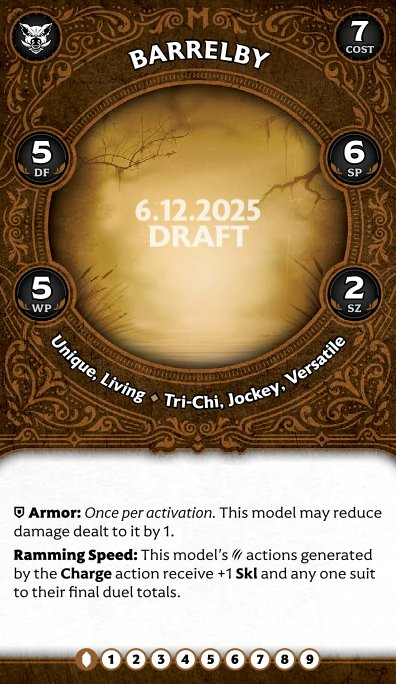 M
BARRELBY
7
COST
5
DF
6
SP
6.12.2025
DRAFT
5
WP
2
SZ
Unique, Living ◆ Tri-Chi, Jockey, Versatile
Armor: Once per activation. This model may reduce
damage dealt to it by 1.
Ramming Speed: This model's actions generated
by the Charge action receive +1 Skl and any one suit
to their final duel totals.
1 2 3 4 5 6 7 8 9